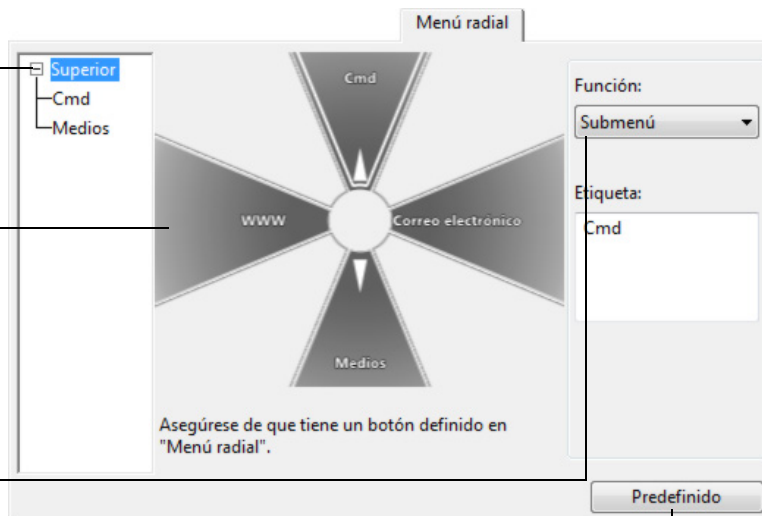 Menú radial
Superior
Cmd
Medios
Cmd
WWW
Correo electrónico
Medios
Asegúrese de que tiene un botón definido en
"Menú radial".
Función:
Submenú
Etiqueta:
Cmd
Predefinido